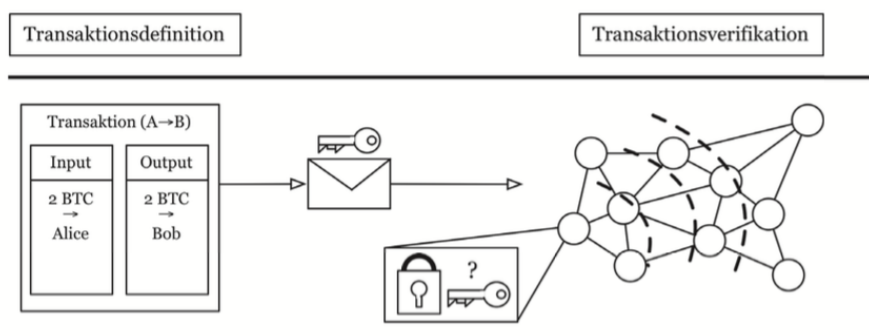 Transaktionsdefinition
Transaktionsverifikation
Transaktion (A→B)
Input
2 BTC
→
Alice
Output
2 BTC
→
Bob
?